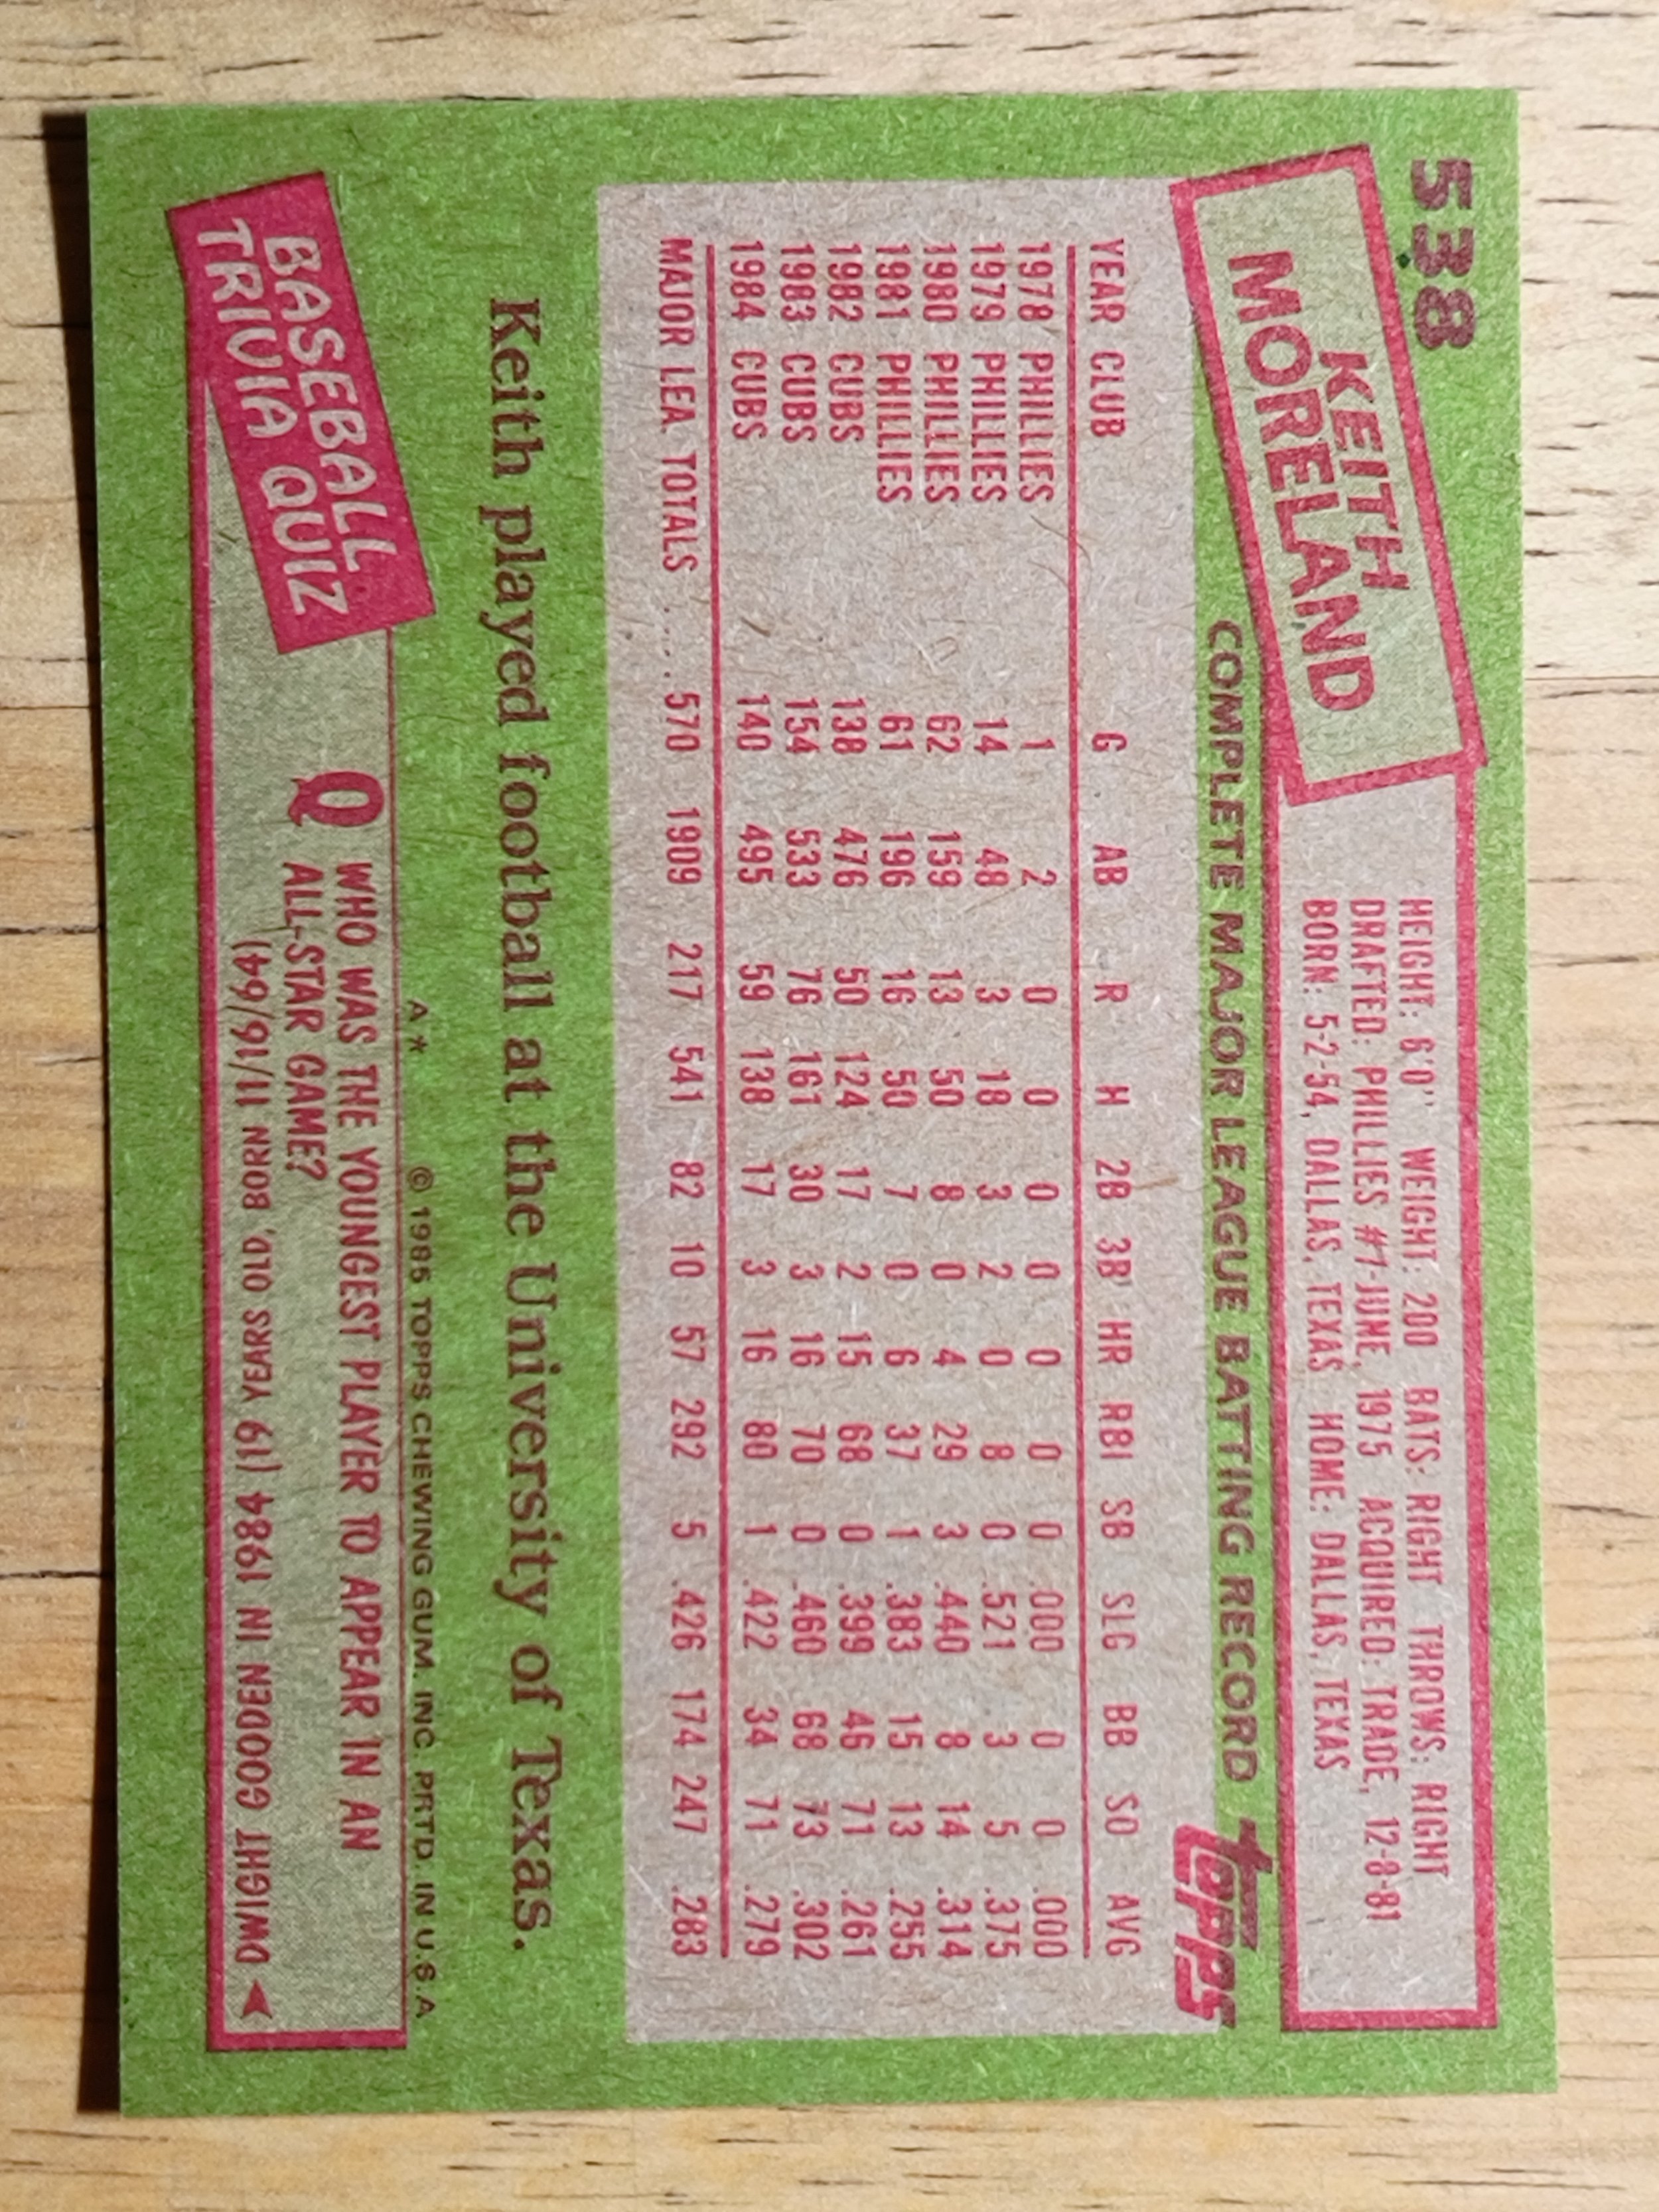 538
KEITH
MORELAND
HEIGHT: 6'0" WEIGHT: 200 BATS: RIGHT THROWS: RIGHT
DRAFTED: PHILLIES #7-JUNE, 1975 ACQUIRED: TRADE, 12-8-81
BORN: 5-2-54, DALLAS, TEXAS HOME: DALLAS, TEXAS
COMPLETE MAJOR LEAGUE BATTING RECORD
topps
YEAR CLUB G AB R H 2B 3B HR RBI SB SLG BB SO AVG
1978 PHILLIES 1 2 0 0 0 0 0 0 0 .000 0 0 .000
1979 PHILLIES 14 48 3 18 3 2 0 8 0 .521 3 5 .375
1980 PHILLIES 62 159 13 50 8 0 4 29 3 .440 8 14 .314
1981 PHILLIES 61 196 16 50 7 0 6 37 1 .383 15 13 .255
1982 CUBS 138 476 50 124 17 2 15 68 0 .399 46 71 .261
1983 CUBS 154 533 76 161 30 3 16 70 0 .460 68 73 .302
1984 CUBS 140 495 59 138 17 3 16 80 1 .422 34 71 .279
MAJOR LEA. TOTALS .... 570 1909 217 541 82 10 57 292 5 .426 174 247 .283
Keith played football at the University of Texas.
A* © 1985 TOPPS CHEWING GUM, INC. PRTD. IN U.S.A.
BASEBALL
TRIVIA QUIZ
Q WHO WAS THE YOUNGEST PLAYER TO APPEAR IN AN
ALL-STAR GAME?
DWIGHT GOODEN IN 1984 (19 YEARS OLD, BORN 11/16/64)